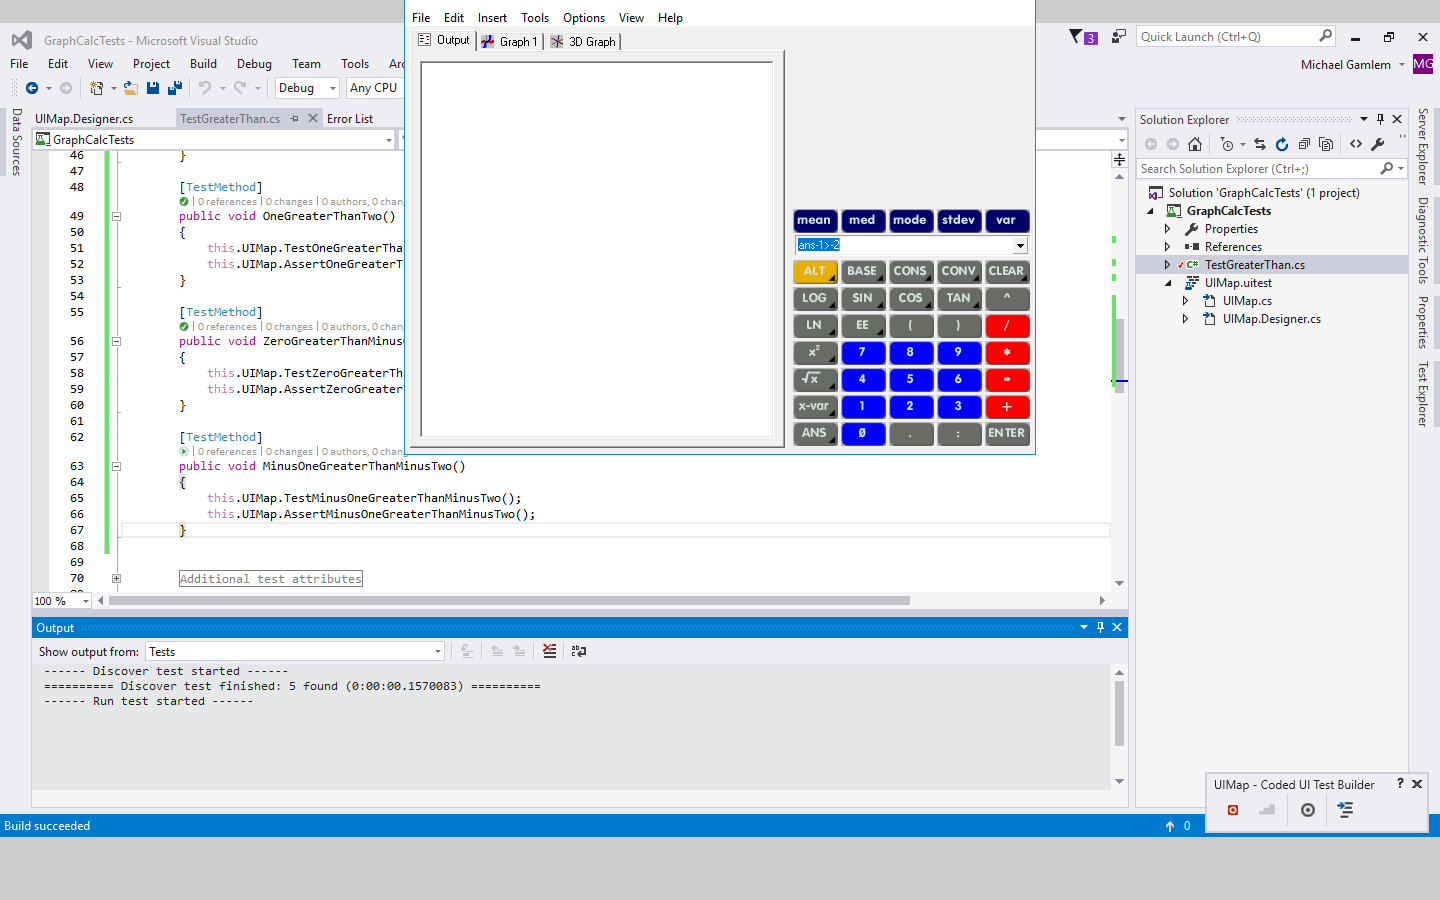 File Edit Insert Tools Options View Help
Output Graph 1 3D Graph
mean med mode stdev var
ans-1>-2
ALT BASE CONS CONV CLEAR
LOG SIN COS TAN ^
LN EE ( ) /
x² 7 8 9 *
√x 4 5 6 -
x-var 1 2 3 +
ANS 0 . : ENTER
GraphCalcTests - Microsoft Visual Studio
3
Quick Launch (Ctrl+Q)
File Edit View Project Build Debug Team Tools
Michael Gamlem MG
Debug Any CPU
Data Sources
UIMap.Designer.cs TestGreaterThan.cs Error List
GraphCalcTests
46 }
47
48 [TestMethod]
0 references | 0 changes | 0 authors, 0 chan
49 public void OneGreaterThanTwo()
50 {
51 this.UIMap.TestOneGreaterTha
52 this.UIMap.AssertOneGreaterT
53 }
54
55 [TestMethod]
0 references | 0 changes | 0 authors, 0 chan
56 public void ZeroGreaterThanMinus
57 {
58 this.UIMap.TestZeroGreaterTh
59 this.UIMap.AssertZeroGreater
60 }
61
62 [TestMethod]
0 references | 0 changes | 0 authors, 0 chang
63 public void MinusOneGreaterThanMinusTwo()
64 {
65 this.UIMap.TestMinusOneGreaterThanMinusTwo();
66 this.UIMap.AssertMinusOneGreaterThanMinusTwo();
67 }
68
69
70 Additional test attributes
100 %
Output
Show output from: Tests
------ Discover test started ------
========== Discover test finished: 5 found (0:00:00.1570083) ==========
------ Run test started ------
Solution Explorer
Search Solution Explorer (Ctrl+;)
Solution 'GraphCalcTests' (1 project)
GraphCalcTests
Properties
References
C# TestGreaterThan.cs
UIMap.uitest
UIMap.cs
UIMap.Designer.cs
Server Explorer
Diagnostic Tools
Properties
Test Explorer
UIMap - Coded UI Test Builder ? 
Build succeeded
0